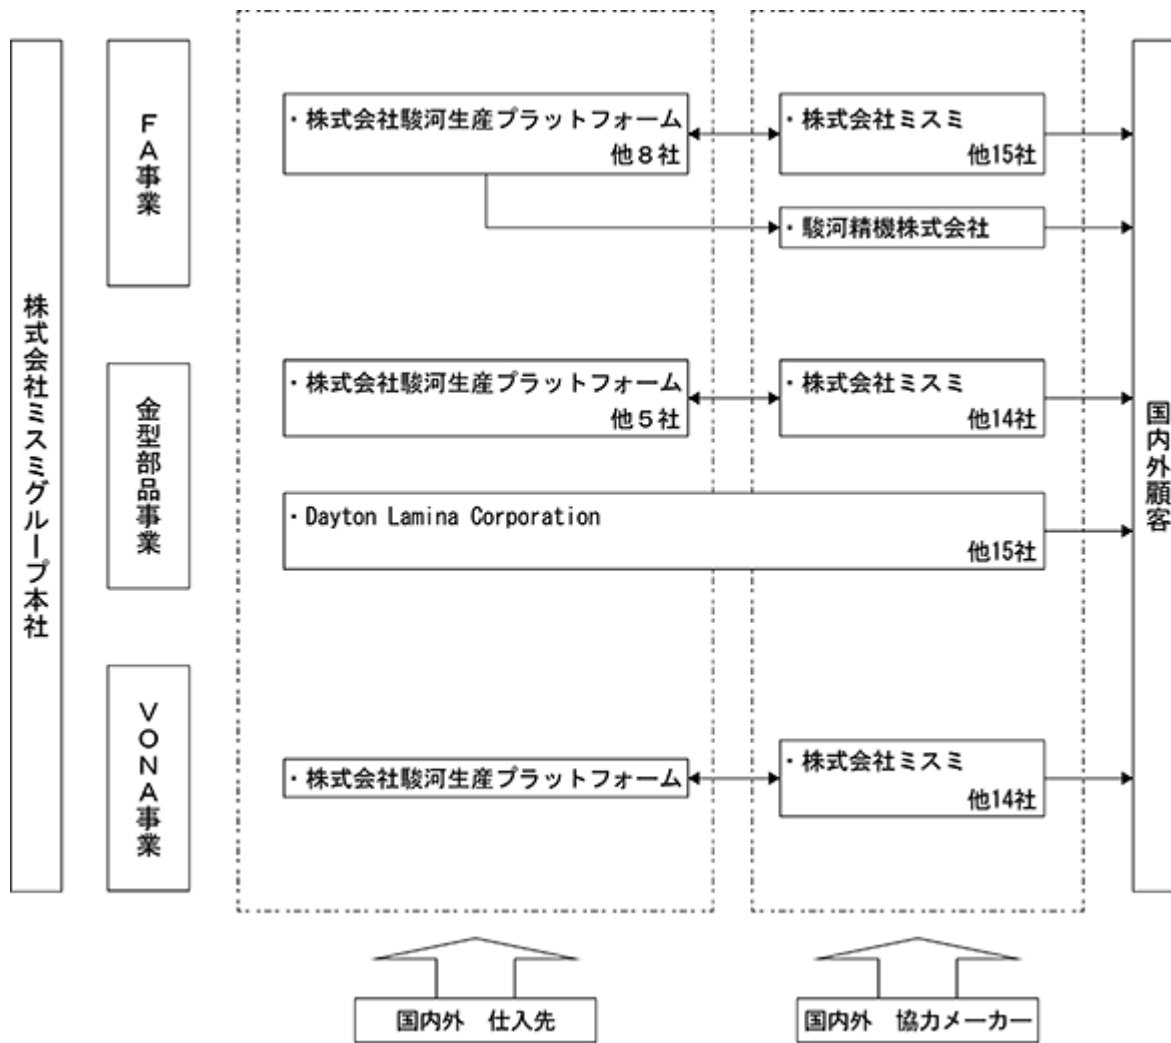 株式会社ミスミグループ本社
FA事業
・株式会社駿河生産プラットフォーム
他8社
・株式会社ミスミ
他15社
・駿河精機株式会社
金型部品事業
・株式会社駿河生産プラットフォーム
他5社
・株式会社ミスミ
他14社
・Dayton Lamina Corporation
他15社
VONA事業
・株式会社駿河生産プラットフォーム
・株式会社ミスミ
他14社
国内外顧客
国内外　仕入先
国内外　協力メーカー